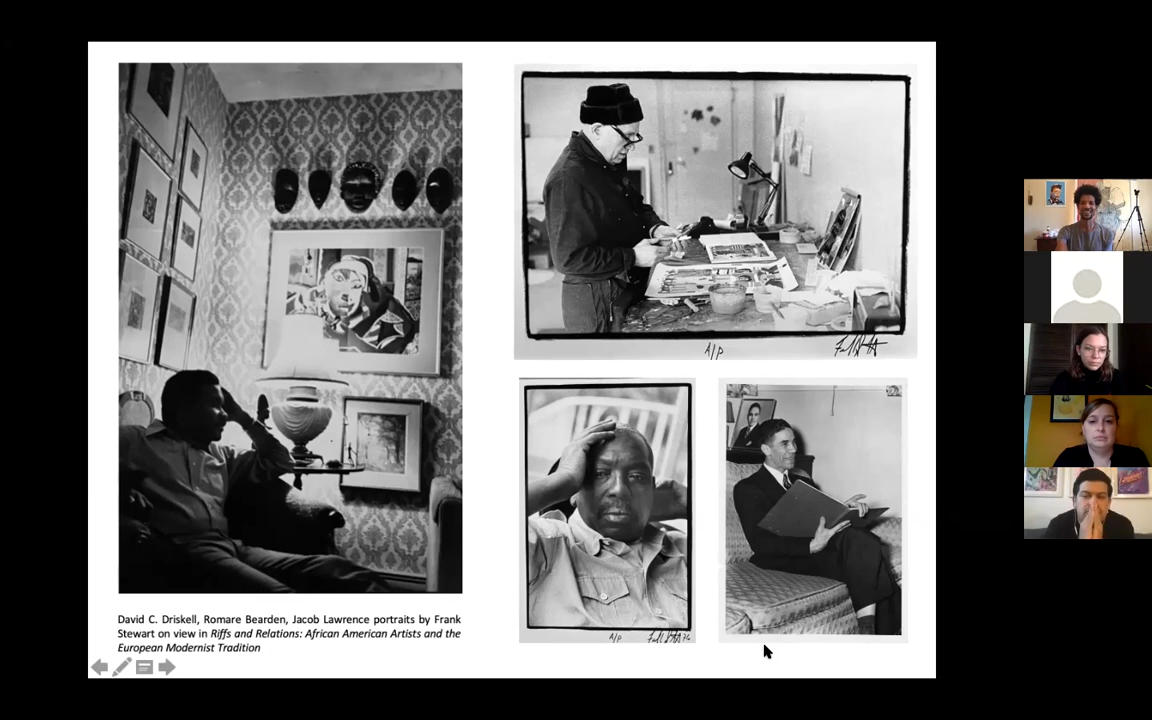 A/P
A/P
David C. Driskell, Romare Bearden, Jacob Lawrence portraits by Frank
Stewart on view in Riffs and Relations: African American Artists and the
European Modernist Tradition